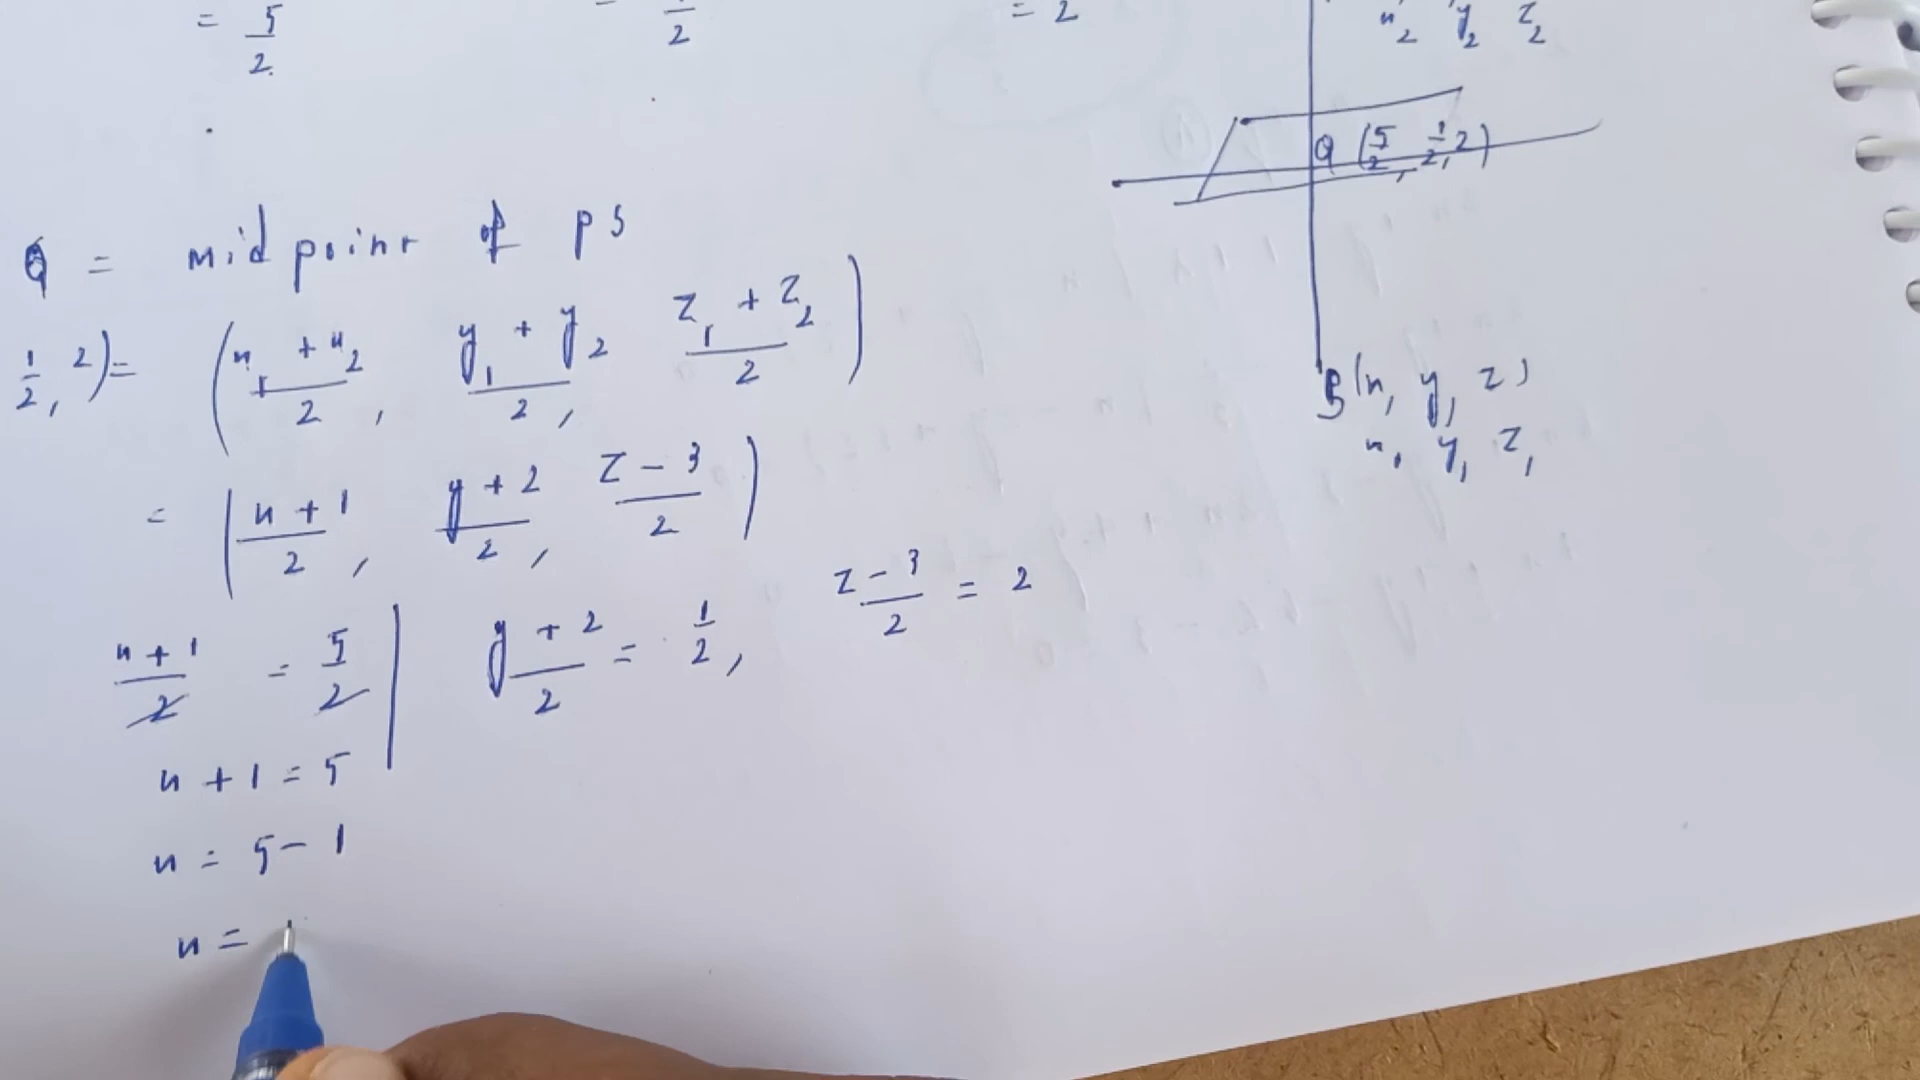 = 5/2 = 1/2 = 2
x₂ y₂ z₂
Q (5/2, 1/2, 2)
Q = mid point of PS
1/2, 2) = (x₁ + x₂/2, y₁ + y₂/2, z₁ + z₂/2)
S(x, y, z)
x₁ y₁ z₁
= (x + 1/2, y + 2/2, z - 3/2)
x + 1/2 = 5/2 | y + 2/2 = 1/2, z - 3/2 = 2
x + 1 = 5
x = 5 - 1
x =